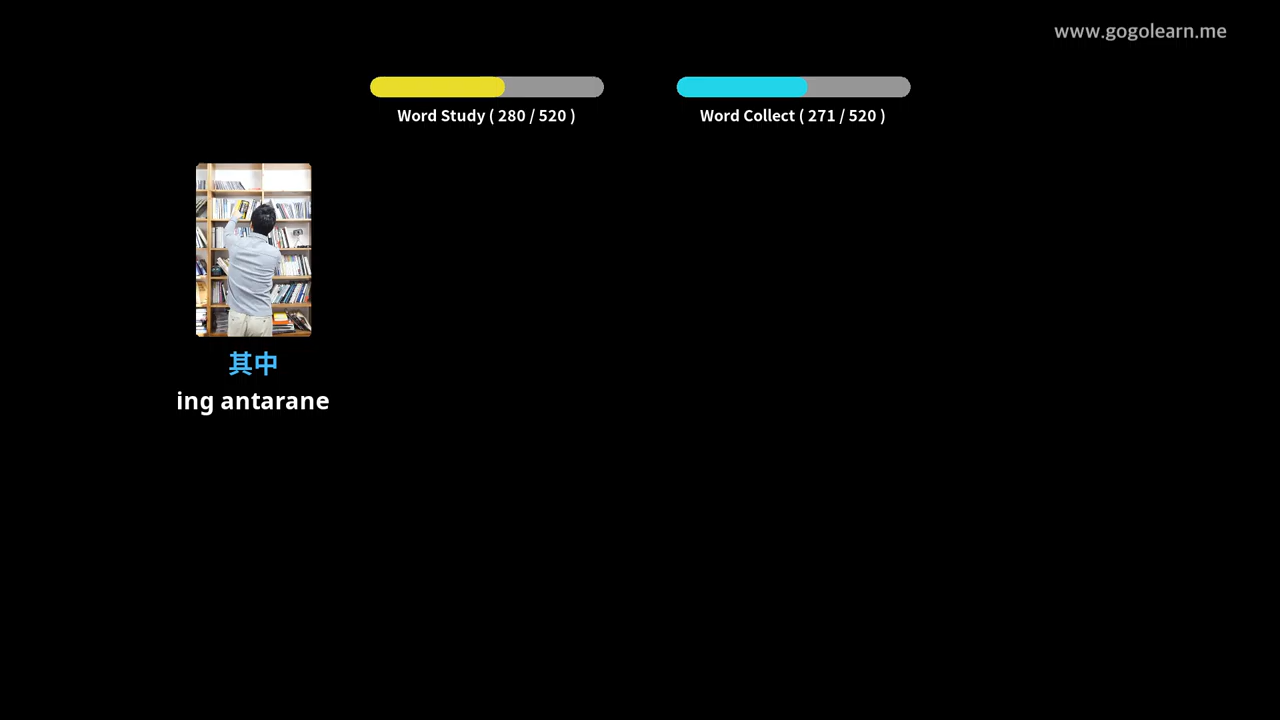 www.gogolearn.me
Word Study ( 280 / 520 )
Word Collect ( 271 / 520 )
其中
ing antarane